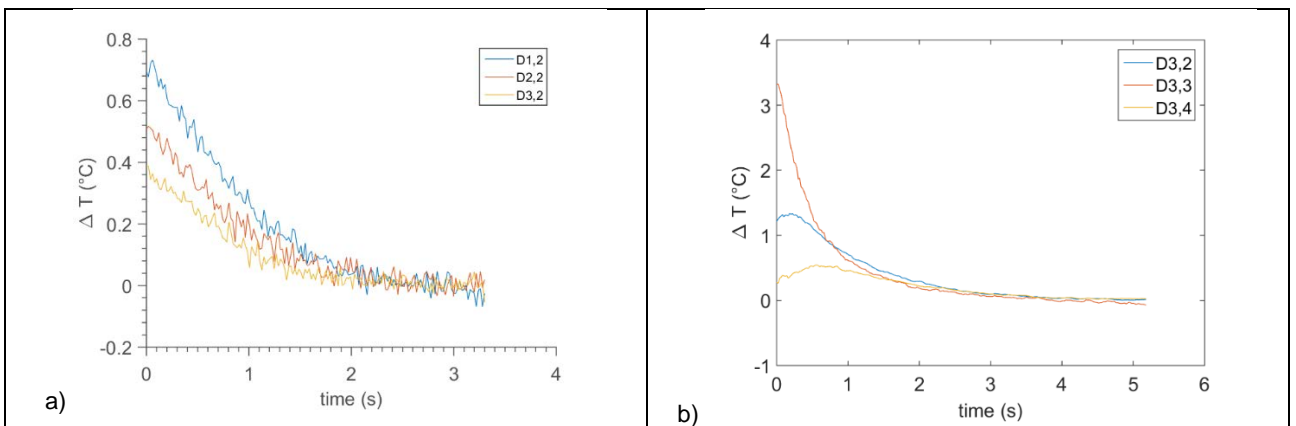 0.8
0.6
0.4
0.2
0
-0.2
Δ T (°C)
0 1 2 3 4
time (s)
D1,2
D2,2
D3,2
a)
4
3
2
1
0
-1
Δ T (°C)
0 1 2 3 4 5 6
time (s)
D3,2
D3,3
D3,4
b)